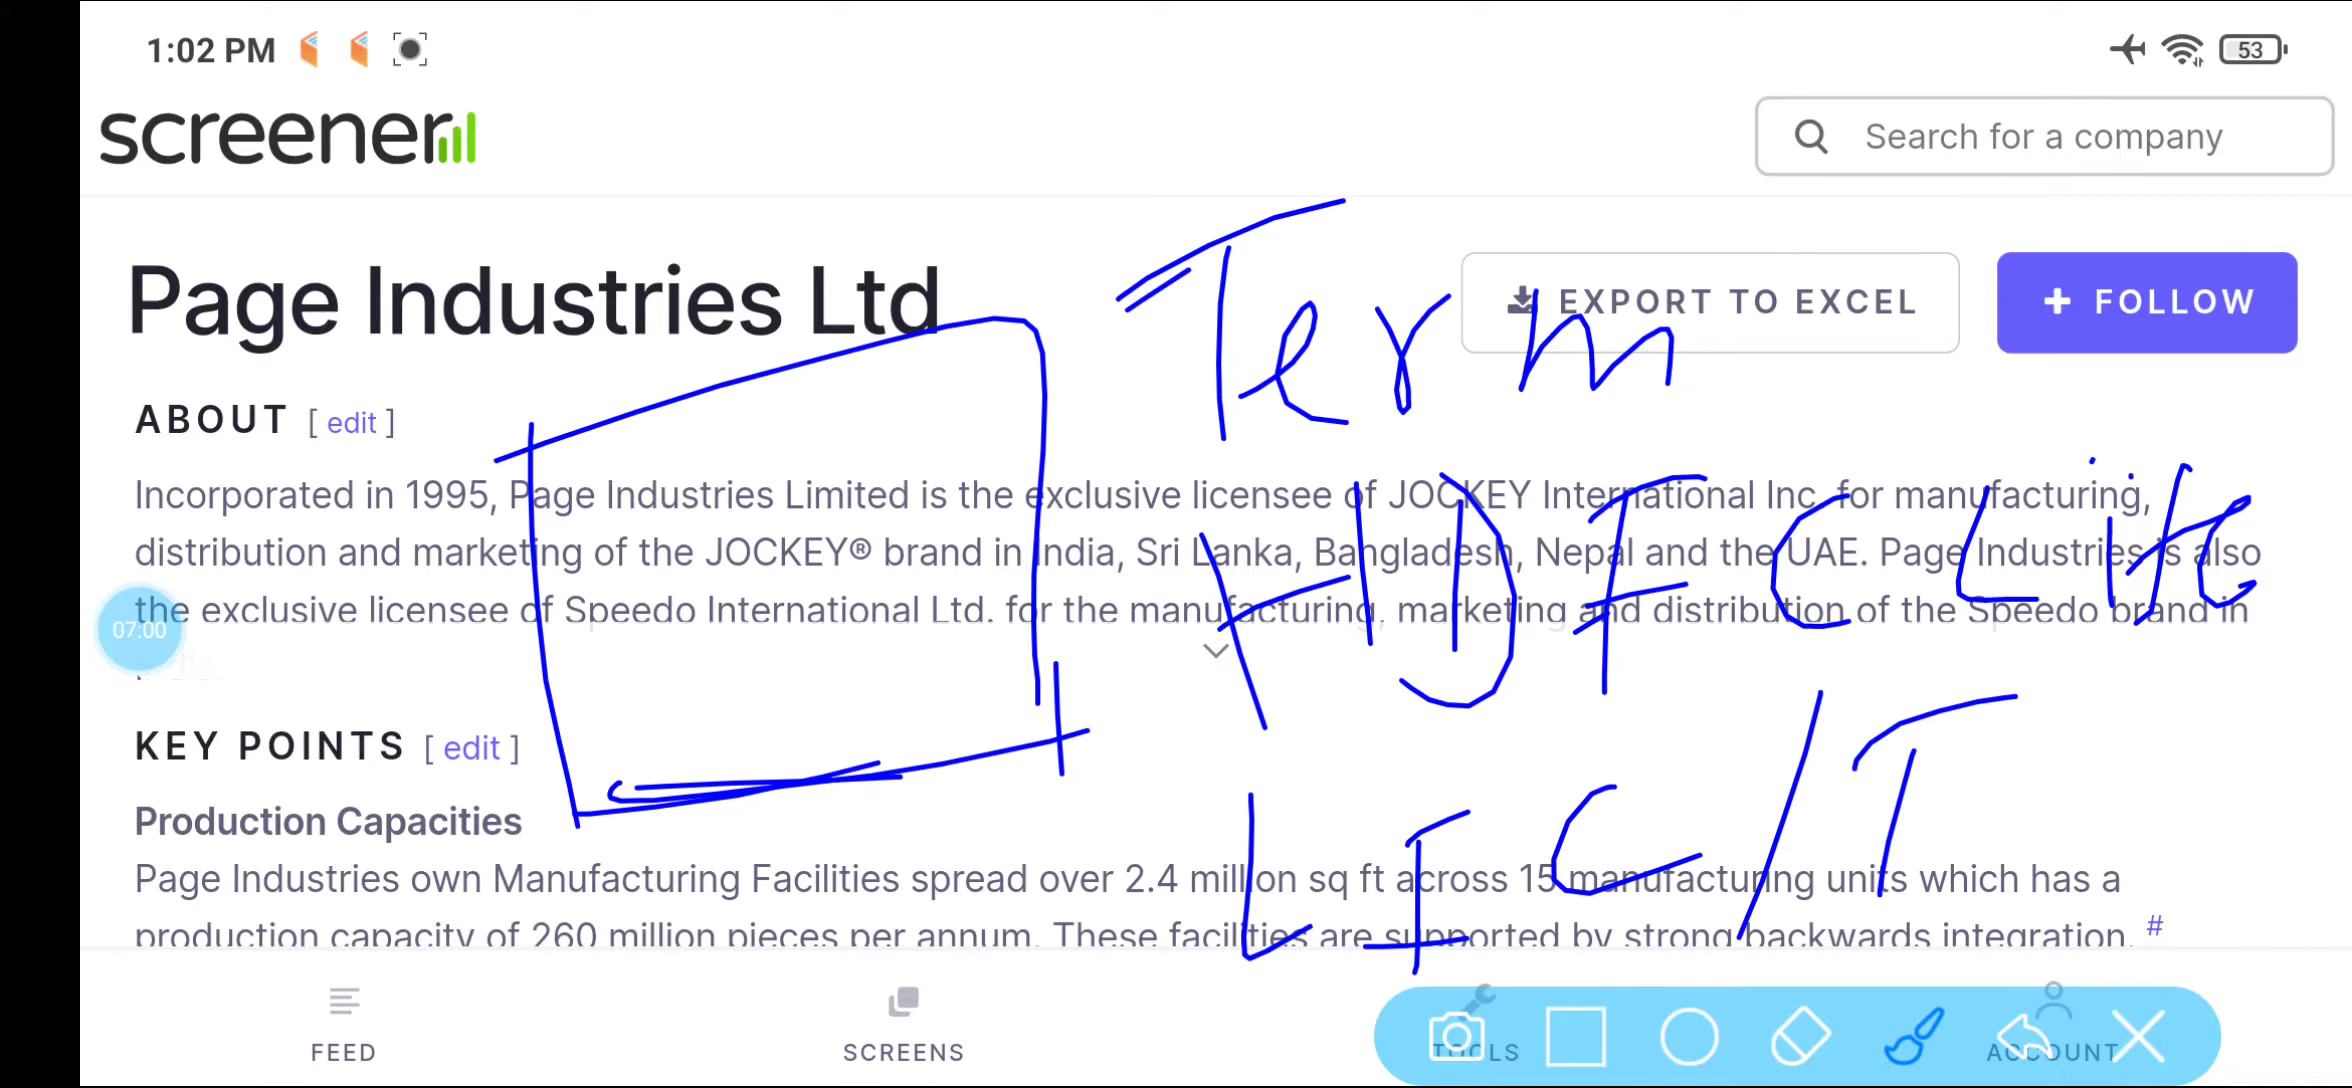 1:02 PM
53
screener
Search for a company
Page Industries Ltd
EXPORT TO EXCEL
+ FOLLOW
Term
ABOUT [ edit ]
Incorporated in 1995, Page Industries Limited is the exclusive licensee of JOCKEY International Inc. for manufacturing,
distribution and marketing of the JOCKEY® brand in India, Sri Lanka, Bangladesh, Nepal and the UAE. Page Industries is also
the exclusive licensee of Speedo International Ltd. for the manufacturing, marketing and distribution of the Speedo brand in
HDFC Life
07:00
KEY POINTS [ edit ]
LIC/T
Production Capacities
Page Industries own Manufacturing Facilities spread over 2.4 million sq ft across 15 manufacturing units which has a
production capacity of 260 million pieces per annum. These facilities are supported by strong backwards integration. #
FEED
SCREENS
TOOLS
ACCOUNT